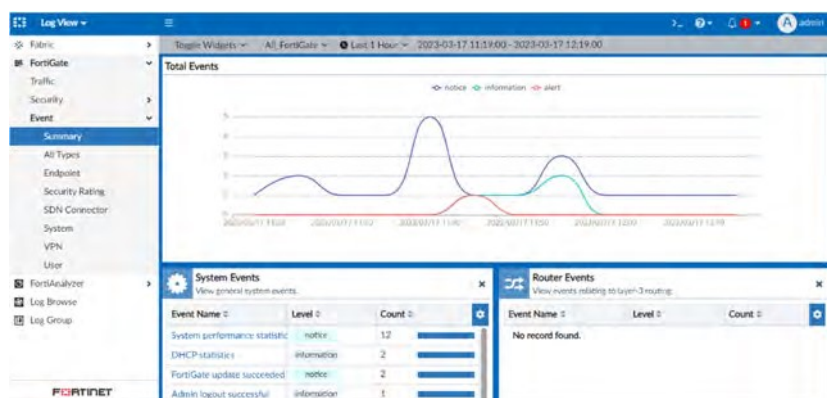 Log View
admin
Fabric
FortiGate
Traffic
Security
Event
Summary
All Types
Endpoint
Security Rating
SDN Connector
System
VPN
User
FortiAnalyzer
Log Browse
Log Group
FORTINET
Toggle Widgets All_FortiGate Last 1 Hour 2023-03-17 11:19:00 - 2023-03-17 12:19:00
Total Events
notice information alert
System Events
View general system events.
Event Name Level Count
System performance statistic notice 12
DHCP statistics information 2
FortiGate update succeeded notice 2
Admin logout successful information 1
Router Events
View events relating to layer-3 routing.
Event Name Level Count
No record found.